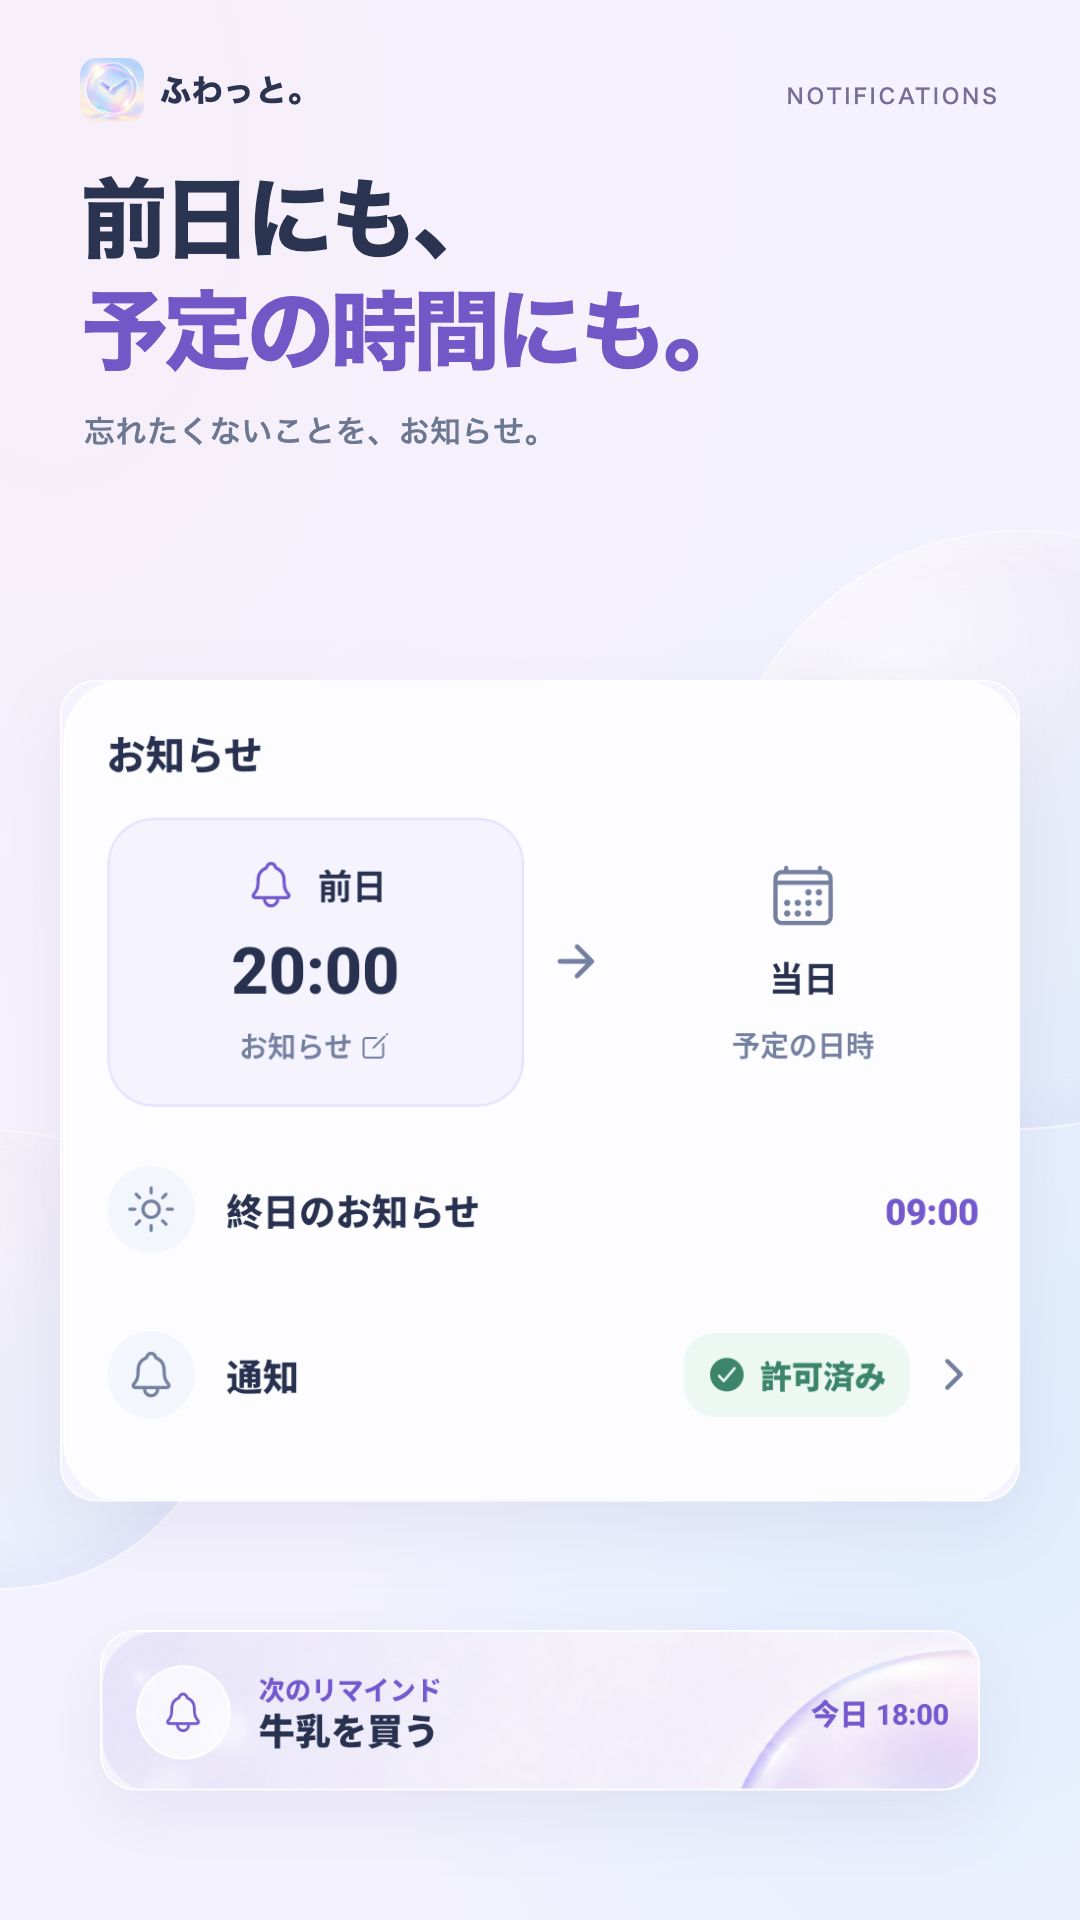 ふわっと。
NOTIFICATIONS
前日にも、
予定の時間にも。
忘れたくないことを、お知らせ。
お知らせ
前日
20:00
お知らせ
当日
予定の日時
終日のお知らせ
09:00
通知
許可済み
次のリマインド
牛乳を買う
今日 18:00